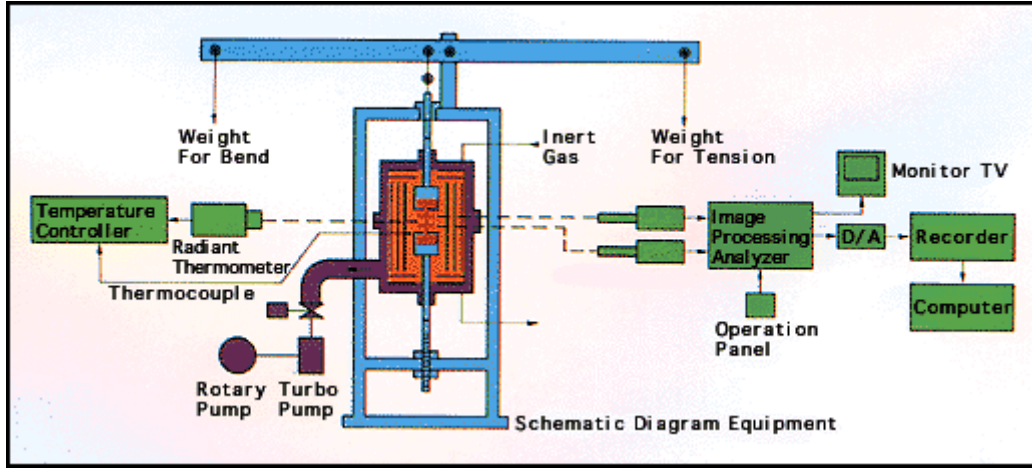 Weight
For Bend
Inert
Gas
Weight
For Tension
Monitor TV
Temperature
Controller
Radiant
Thermometer
Thermocouple
Image
Processing
Analyzer
D/A
Recorder
Computer
Operation
Panel
Rotary
Pump
Turbo
Pump
Schematic Diagram Equipment